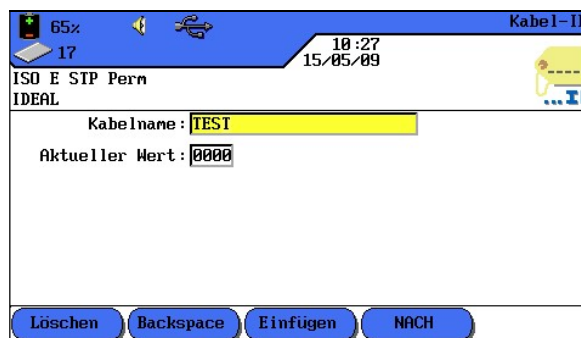 65%
Kabel-I
17
10:27
15/05/09
ISO E STP Perm
IDEAL
...I
Kabelname: TEST
Aktueller Wert: 0000
Löschen Backspace Einfügen NACH